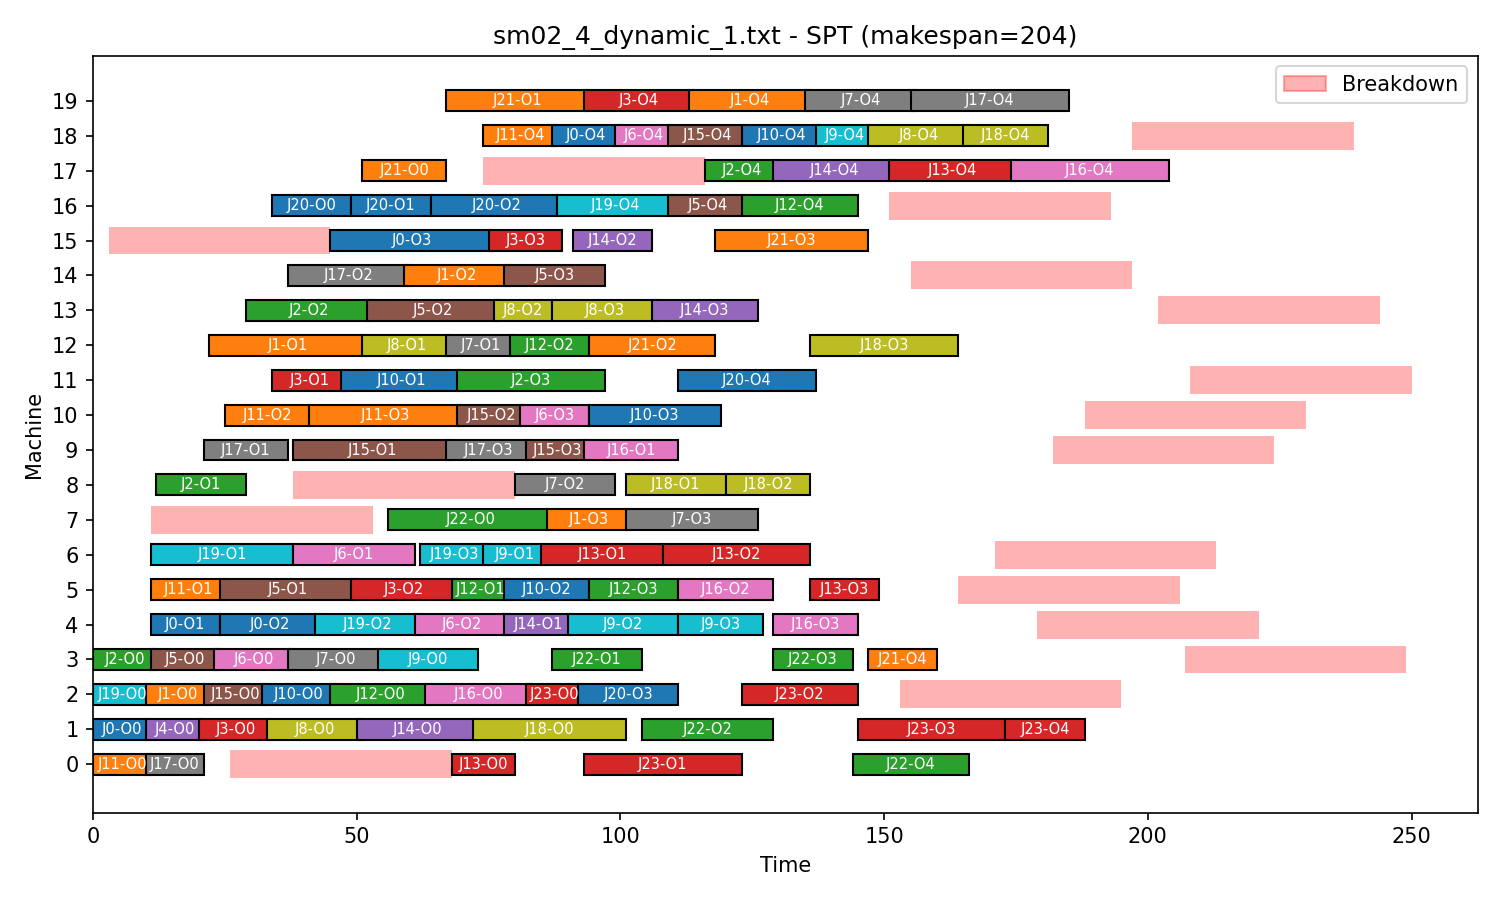 sm02_4_dynamic_1.txt - SPT (makespan=204)
Breakdown
19 J21-O1 J3-O4 J1-O4 J7-O4 J17-O4
18 J11-O4 J0-O4 J6-O4 J15-O4 J10-O4 J9-O4 J8-O4 J18-O4
17 J21-O0 J2-O4 J14-O4 J13-O4 J16-O4
16 J20-O0 J20-O1 J20-O2 J19-O4 J5-O4 J12-O4
15 J0-O3 J3-O3 J14-O2 J21-O3
14 J17-O2 J1-O2 J5-O3
13 J2-O2 J5-O2 J8-O2 J8-O3 J14-O3
12 J1-O1 J8-O1 J7-O1 J12-O2 J21-O2 J18-O3
11 J3-O1 J10-O1 J2-O3 J20-O4
10 J11-O2 J11-O3 J15-O2 J6-O3 J10-O3
9 J17-O1 J15-O1 J17-O3 J15-O3 J16-O1
8 J2-O1 J7-O2 J18-O1 J18-O2
7 J22-O0 J1-O3 J7-O3
6 J19-O1 J6-O1 J19-O3 J9-O1 J13-O1 J13-O2
5 J11-O1 J5-O1 J3-O2 J12-O1 J10-O2 J12-O3 J16-O2 J13-O3
4 J0-O1 J0-O2 J19-O2 J6-O2 J14-O1 J9-O2 J9-O3 J16-O3
3 J2-O0 J5-O0 J6-O0 J7-O0 J9-O0 J22-O1 J22-O3 J21-O4
2 J19-O0 J1-O0 J15-O0 J10-O0 J12-O0 J16-O0 J23-O0 J20-O3 J23-O2
1 J0-O0 J4-O0 J3-O0 J8-O0 J14-O0 J18-O0 J22-O2 J23-O3 J23-O4
0 J11-O0 J17-O0 J13-O0 J23-O1 J22-O4
Machine
0 50 100 150 200 250
Time